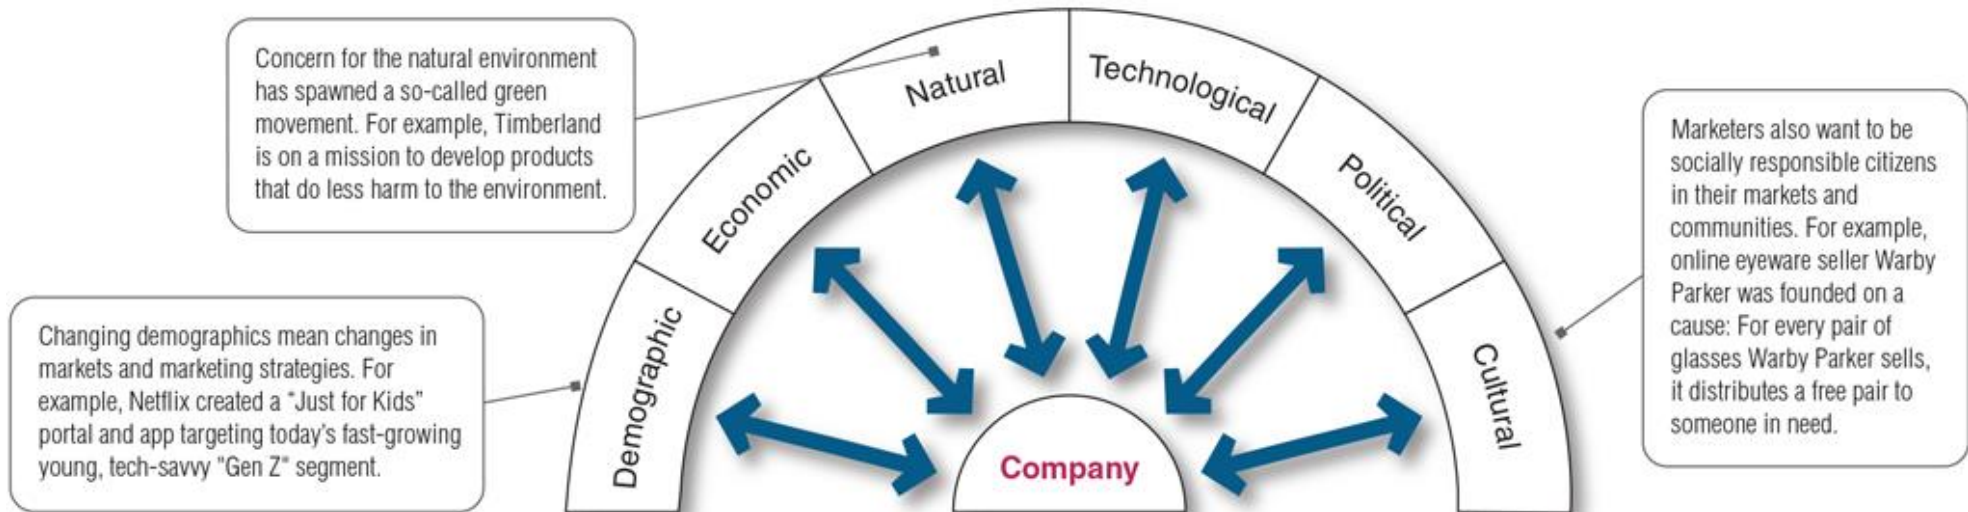 Concern for the natural environment
has spawned a so-called green
movement. For example, Timberland
is on a mission to develop products
that do less harm to the environment.
Changing demographics mean changes in
markets and marketing strategies. For
example, Netflix created a “Just for Kids”
portal and app targeting today’s fast-growing
young, tech-savvy "Gen Z" segment.
Demographic
Economic
Natural
Technological
Political
Cultural
Company
Marketers also want to be
socially responsible citizens
in their markets and
communities. For example,
online eyeware seller Warby
Parker was founded on a
cause: For every pair of
glasses Warby Parker sells,
it distributes a free pair to
someone in need.